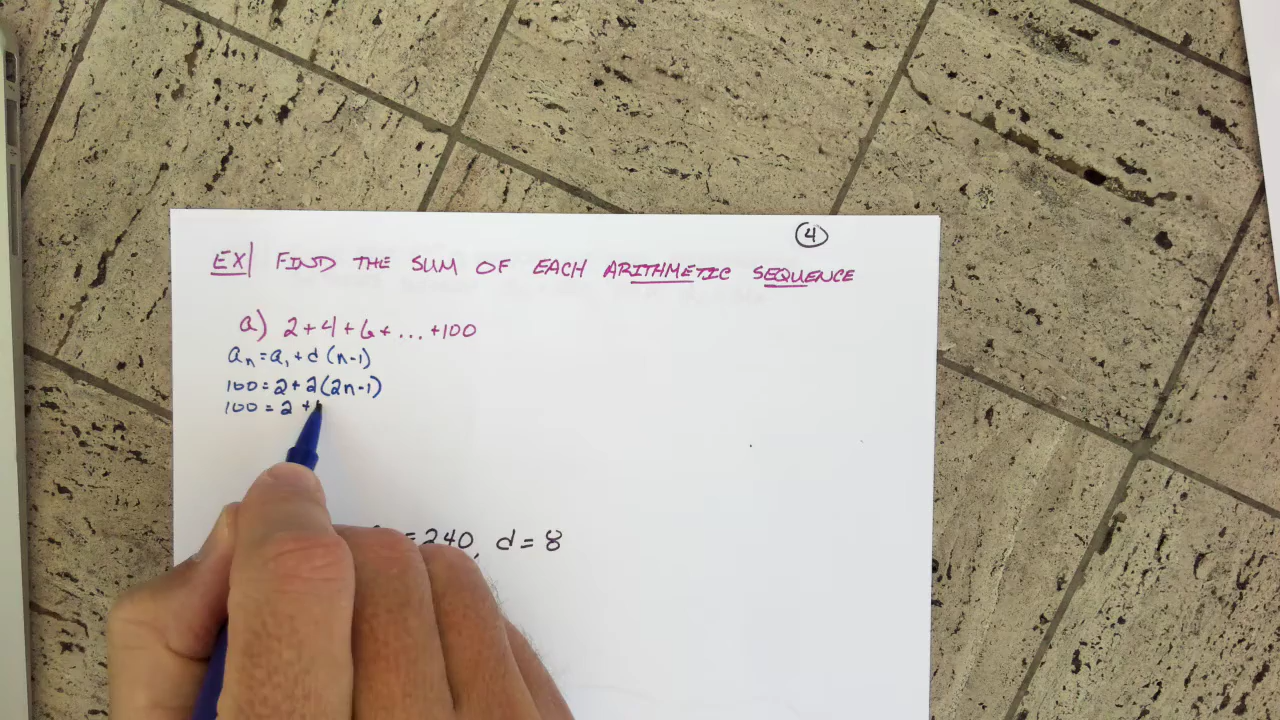 4
EX| FIND THE SUM OF EACH ARITHMETIC SEQUENCE
a) 2+4+6+...+100
aₙ=a₁+d(n-1)
100=2+2(2n-1)
100=2+
=240, d=8